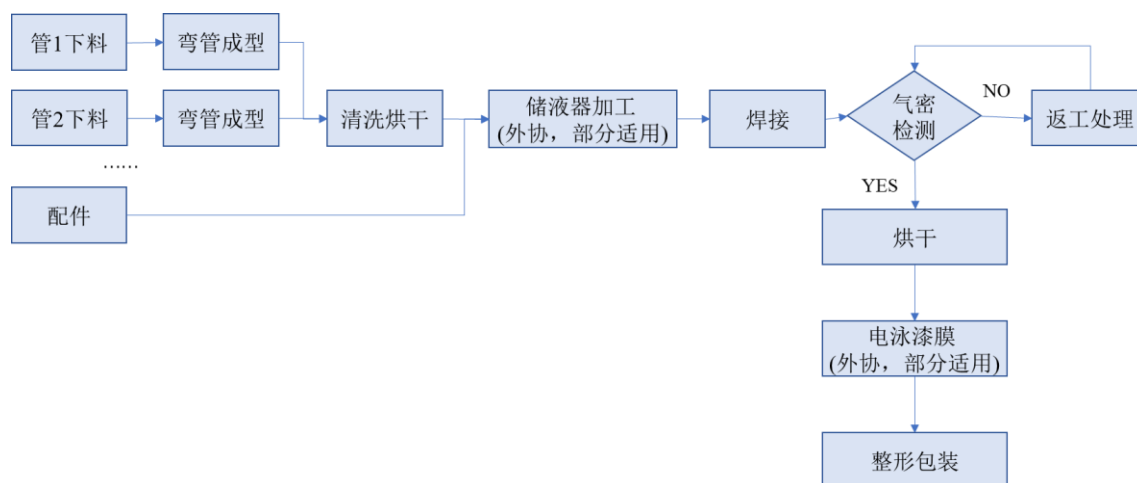 管1下料
弯管成型
管2下料
弯管成型
清洗烘干
……
配件
储液器加工
(外协，部分适用)
焊接
气密
检测
NO
返工处理
YES
烘干
电泳漆膜
(外协，部分适用)
整形包装